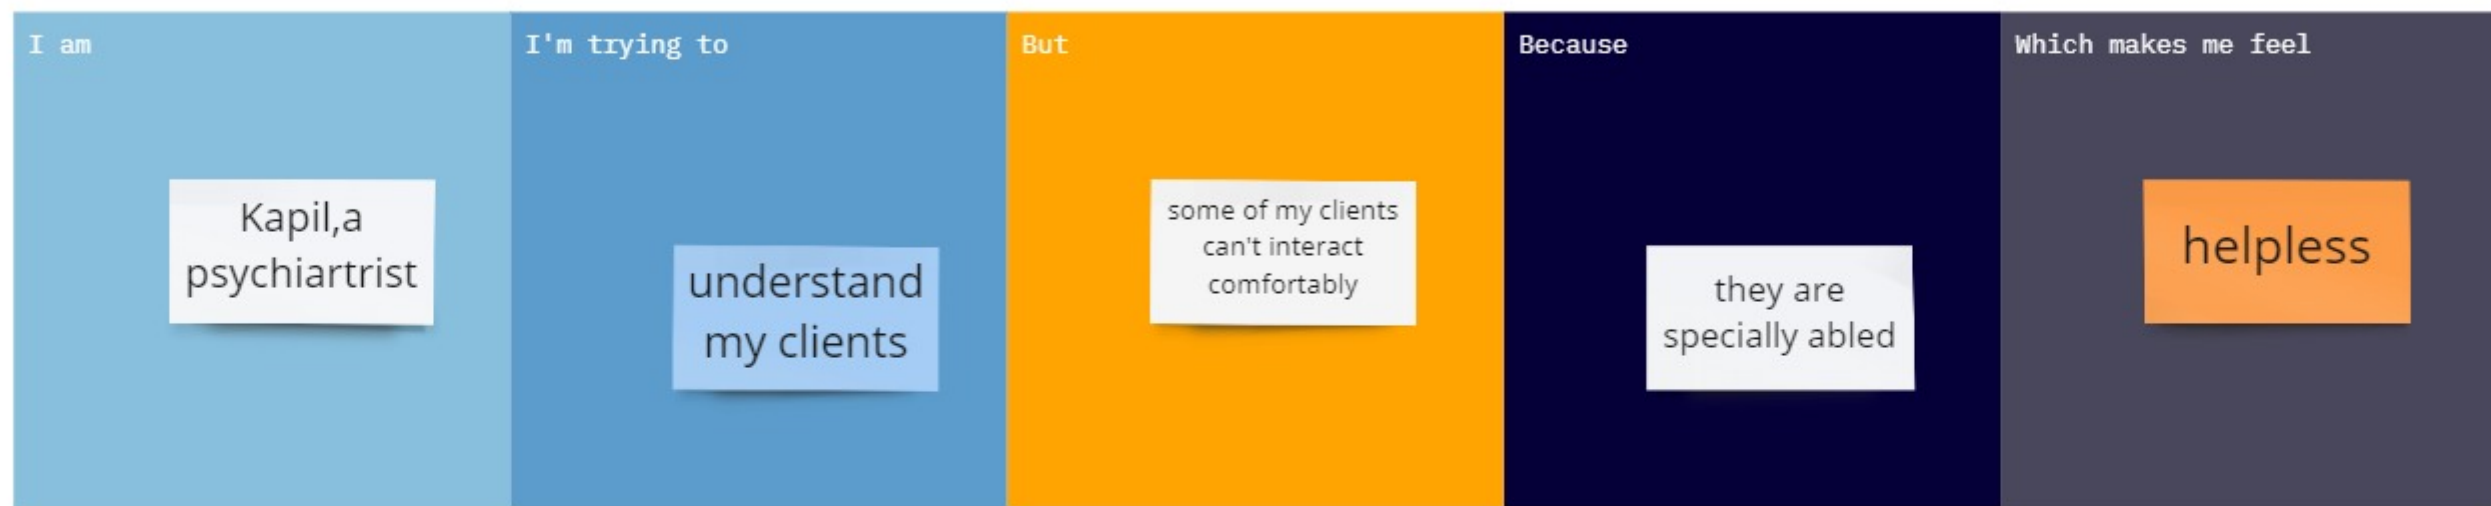 I am
Kapil,a
psychiartrist
I'm trying to
understand
my clients
But
some of my clients
can't interact
comfortably
Because
they are
specially abled
Which makes me feel
helpless